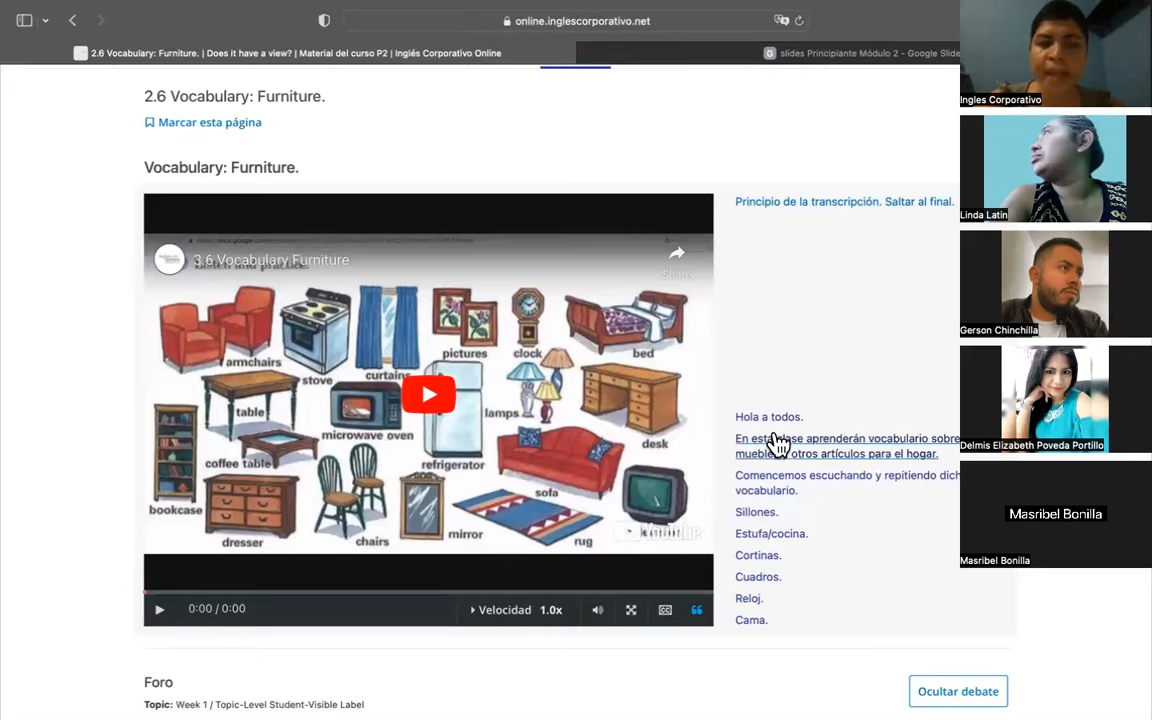 online.inglescorporativo.net
2.6 Vocabulary: Furniture. | Does it have a view? | Material del curso P2 | Inglés Corporativo Online
G slides Principiante Módulo 2 - Google Slide
2.6 Vocabulary: Furniture.
Marcar esta página
Vocabulary: Furniture.
3.6 Vocabulary Furniture
Share
armchairs
stove
curtains
pictures
clock
bed
table
microwave oven
refrigerator
lamps
desk
coffee table
bookcase
dresser
chairs
mirror
sofa
rug
YouTube
0:00 / 0:00
Velocidad 1.0x
Principio de la transcripción. Saltar al final.
Hola a todos.
En esta clase aprenderán vocabulario sobre
muebles otros artículos para el hogar.
Comencemos escuchando y repitiendo dich
vocabulario.
Sillones.
Estufa/cocina.
Cortinas.
Cuadros.
Reloj.
Cama.
Foro
Topic: Week 1 / Topic-Level Student-Visible Label
Ocultar debate
Ingles Corporativo
Linda Latin
Gerson Chinchilla
Delmis Elizabeth Poveda Portillo
Masribel Bonilla
Masribel Bonilla